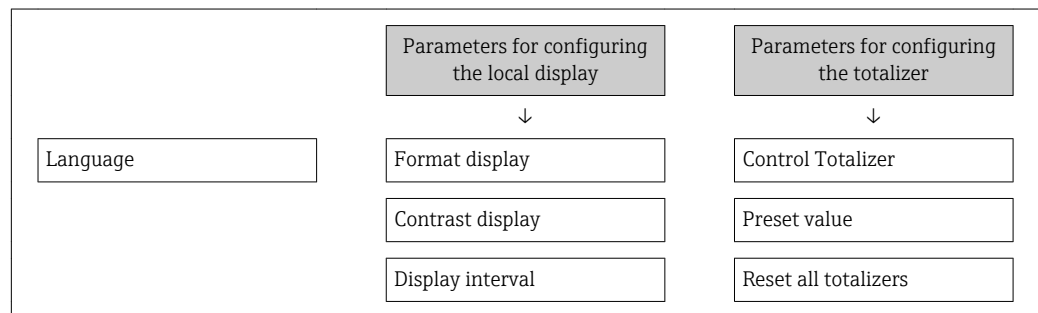 Parameters for configuring
the local display
Parameters for configuring
the totalizer
↓
↓
Language
Format display
Control Totalizer
Contrast display
Preset value
Display interval
Reset all totalizers